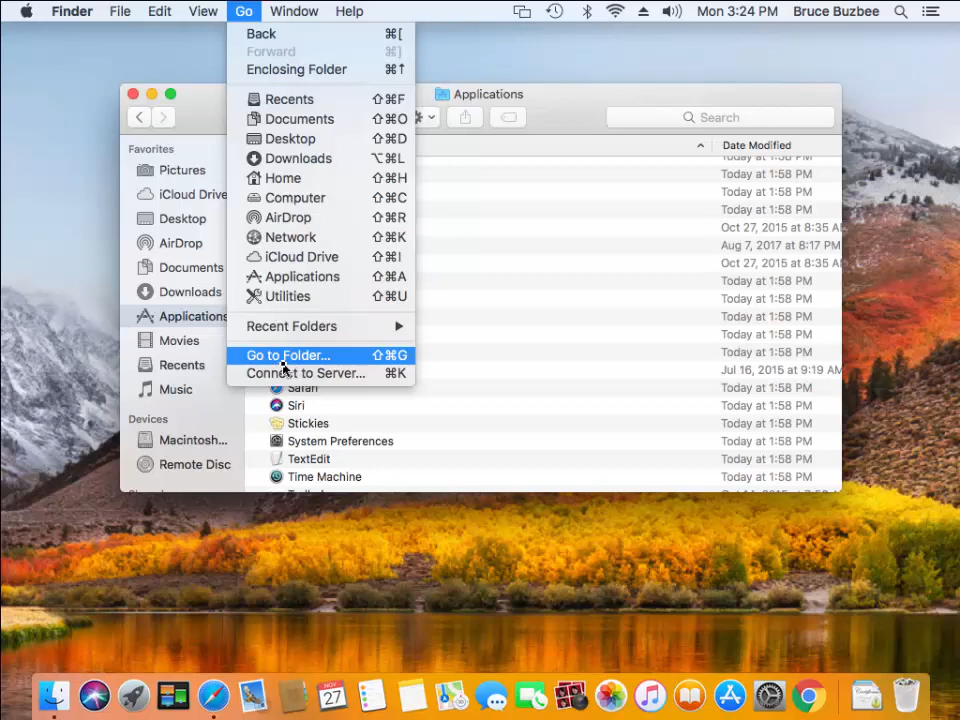 Finder File Edit View Go Window Help Mon 3:24 PM Bruce Buzbee
Back ⌘[
Forward ⌘]
Enclosing Folder ⌘↑
Recents ⇧⌘F
Documents ⇧⌘O
Desktop ⇧⌘D
Downloads ⌥⌘L
Home ⇧⌘H
Computer ⇧⌘C
AirDrop ⇧⌘R
Network ⇧⌘K
iCloud Drive ⇧⌘I
Applications ⇧⌘A
Utilities ⇧⌘U
Recent Folders
Go to Folder... ⇧⌘G
Connect to Server... ⌘K
Applications
Search
Favorites
Pictures
iCloud Drive
Desktop
AirDrop
Documents
Downloads
Applications
Movies
Recents
Music
Devices
Macintosh...
Remote Disc
Date Modified
Today at 1:58 PM
Today at 1:58 PM
Today at 1:58 PM
Today at 1:58 PM
Oct 27, 2015 at 8:35 AM
Aug 7, 2017 at 8:17 PM
Oct 27, 2015 at 8:35 AM
Today at 1:58 PM
Today at 1:58 PM
Today at 1:58 PM
Today at 1:58 PM
Today at 1:58 PM
Jul 16, 2015 at 9:19 AM
Safari Today at 1:58 PM
Siri Today at 1:58 PM
Stickies Today at 1:58 PM
System Preferences Today at 1:58 PM
TextEdit Today at 1:58 PM
Time Machine Today at 1:58 PM
NOV
27